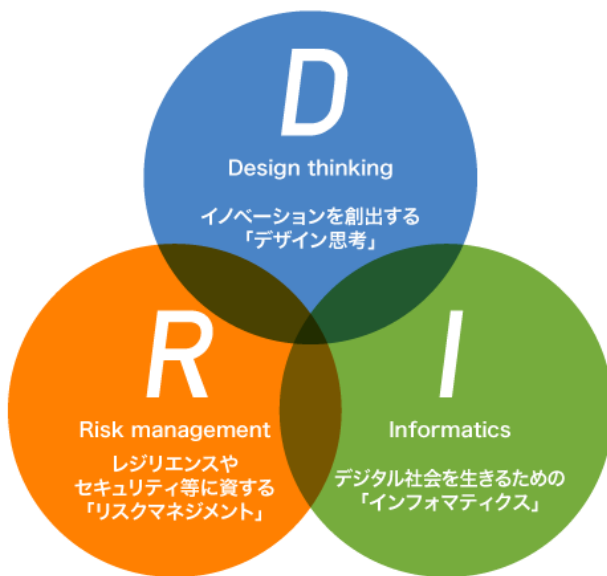 D
Design thinking
イノベーションを創出する
「デザイン思考」
R
Risk management
レジリエンスや
セキュリティ等に資する
「リスクマネジメント」
I
Informatics
デジタル社会を生きるための
「インフォマティクス」